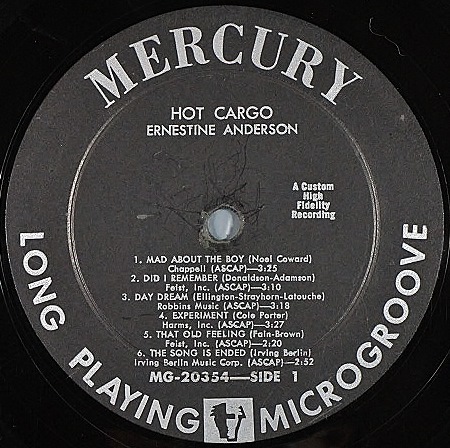 MERCURY
HOT CARGO
ERNESTINE ANDERSON
A Custom
High
Fidelity
Recording
1. MAD ABOUT THE BOY (Noel Coward)
Chappell (ASCAP)—3:25
2. DID I REMEMBER (Donaldson-Adamson)
Feist, Inc. (ASCAP)—3:10
3. DAY DREAM (Ellington-Strayhorn-Latouche)
Robbins Music (ASCAP)—3:18
4. EXPERIMENT (Cole Porter)
Harms, Inc. (ASCAP)—3:27
5. THAT OLD FEELING (Fain-Brown)
Feist, Inc. (ASCAP)—2:20
6. THE SONG IS ENDED (Irving Berlin)
Irving Berlin Music Corp. (ASCAP)—2:52
MG-20354—SIDE 1
LONG PLAYING MICROGROOVE